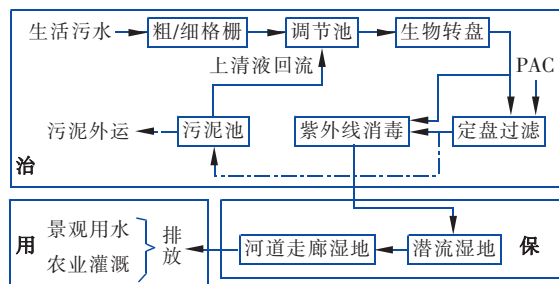 生活污水 粗/细格栅 调节池 生物转盘
上清液回流 PAC
污泥外运 污泥池 紫外线消毒 定盘过滤
治
用 景观用水 农业灌溉 排放 河道走廊湿地 潜流湿地 保